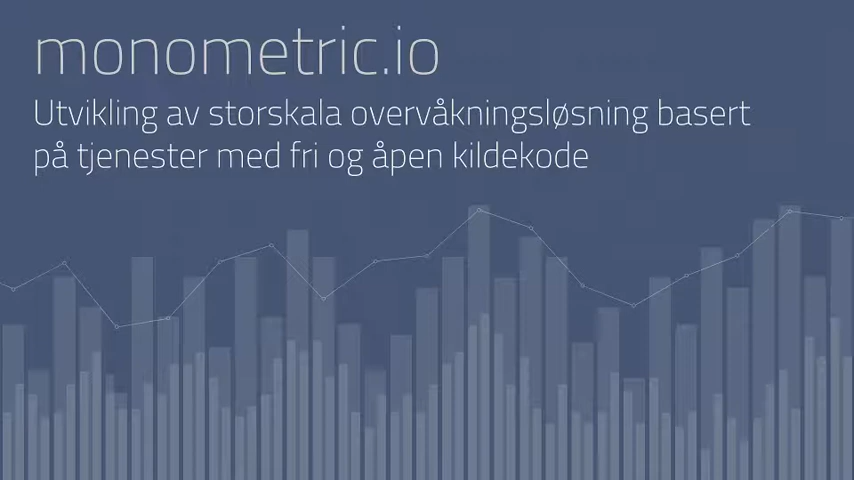 monometric.io
Utvikling av storskala overvåkningsløsning basert
på tjenester med fri og åpen kildekode